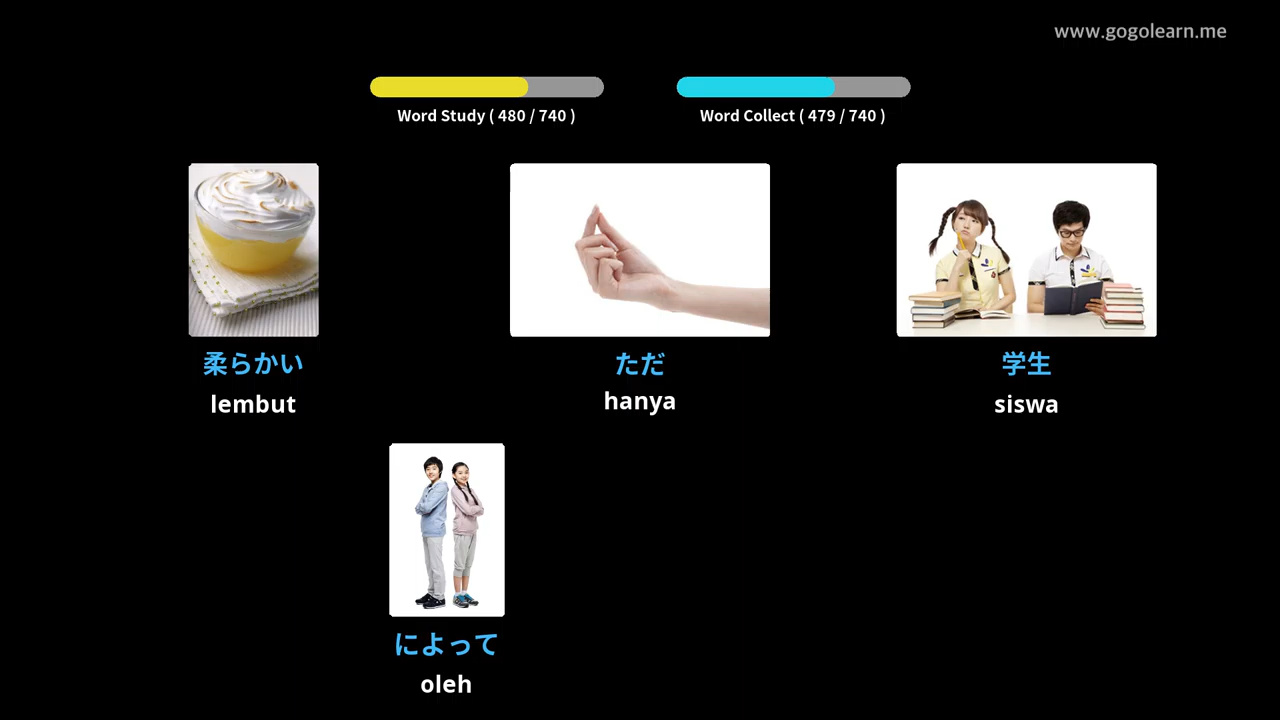 www.gogolearn.me
Word Study ( 480 / 740 )
Word Collect ( 479 / 740 )
柔らかい
lembut
ただ
hanya
学生
siswa
によって
oleh